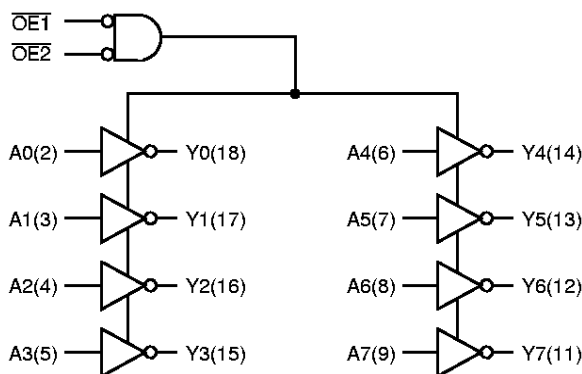 OE1
OE2
A0(2) Y0(18) A4(6) Y4(14)
A1(3) Y1(17) A5(7) Y5(13)
A2(4) Y2(16) A6(8) Y6(12)
A3(5) Y3(15) A7(9) Y7(11)